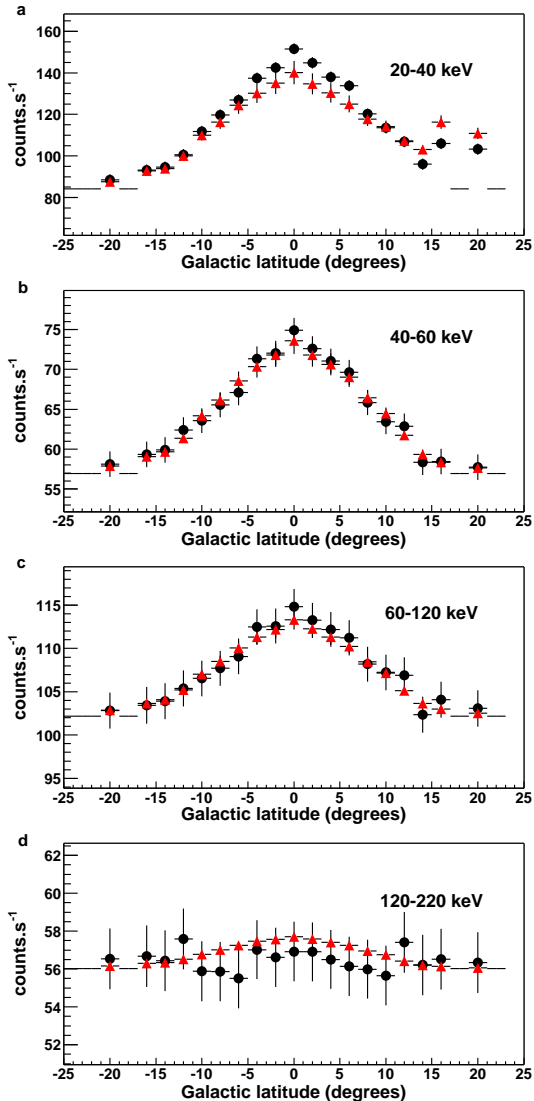 a
20-40 keV
counts.s-1
160
140
120
100
80
-25 -20 -15 -10 -5 0 5 10 15 20 25
Galactic latitude (degrees)
b
40-60 keV
counts.s-1
75
70
65
60
55
-25 -20 -15 -10 -5 0 5 10 15 20 25
Galactic latitude (degrees)
c
60-120 keV
counts.s-1
115
110
105
100
95
-25 -20 -15 -10 -5 0 5 10 15 20 25
Galactic latitude (degrees)
d
120-220 keV
counts.s-1
62
60
58
56
54
52
-25 -20 -15 -10 -5 0 5 10 15 20 25
Galactic latitude (degrees)